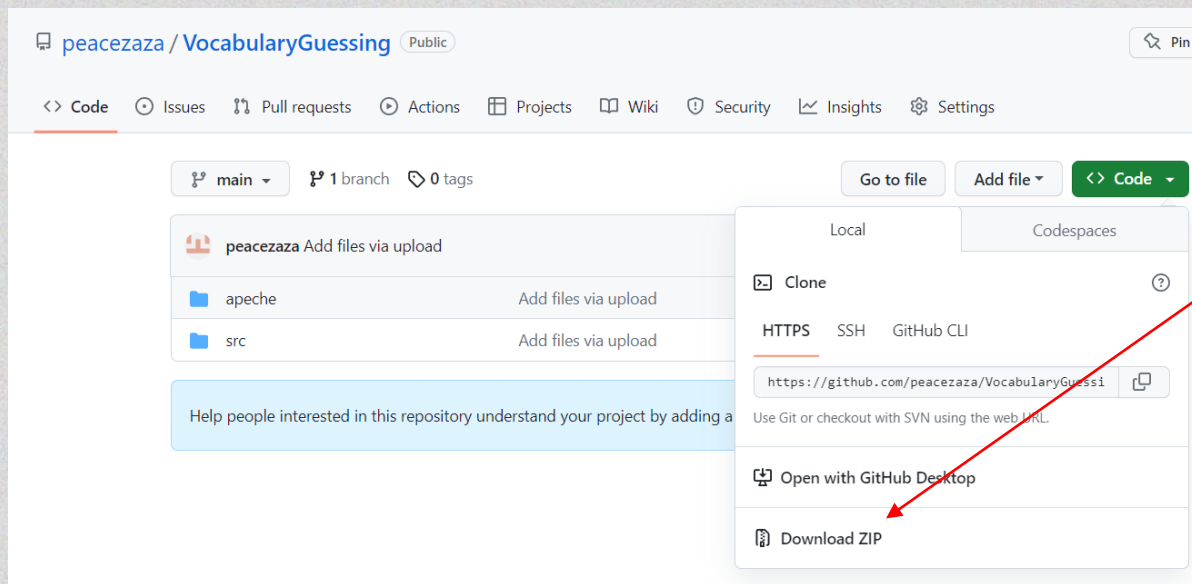 peacezaza / VocabularyGuessing Public
Pin
Code Issues Pull requests Actions Projects Wiki Security Insights Settings
main 1 branch 0 tags Go to file Add file Code
Local Codespaces
peacezaza Add files via upload
Clone
apeche Add files via upload
HTTPS SSH GitHub CLI
src Add files via upload
https://github.com/peacezaza/VocabularyGuessi
Help people interested in this repository understand your project by adding a
Use Git or checkout with SVN using the web URL.
Open with GitHub Desktop
Download ZIP